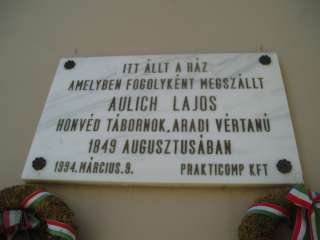 ITT ÁLLT A HÁZ
AMELYBEN FOGOLYKÉNT MEGSZÁLLT
AULICH LAJOS
HONVÉD TÁBORNOK, ARADI VÉRTANÚ
1849 AUGUSZTUSÁBAN
1994. MÁRCIUS. 9. PRAKTICOMP KFT